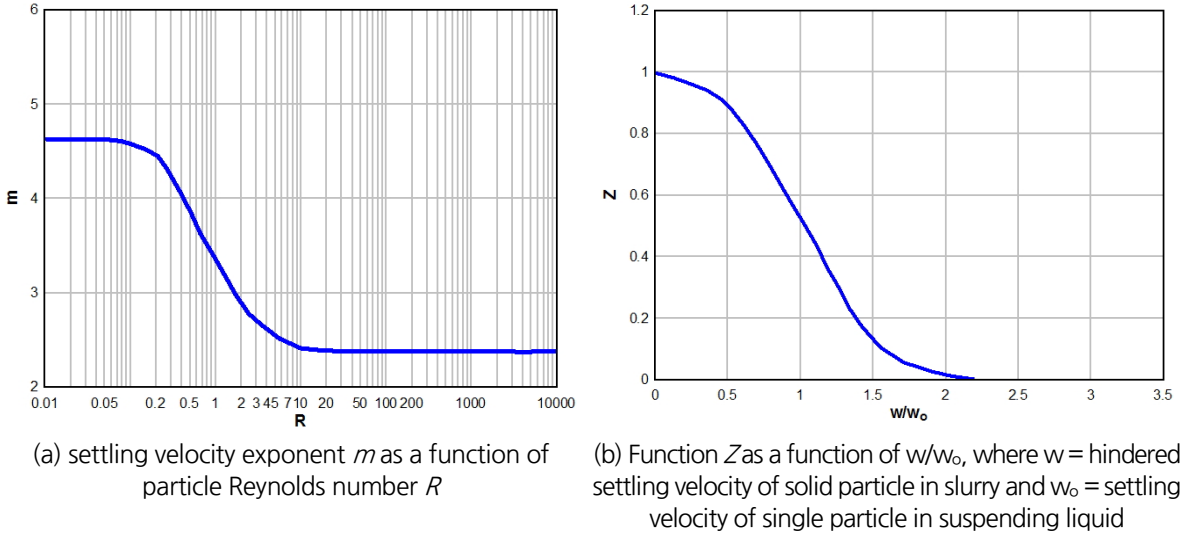 6
5
4
3
2
m
0.01 0.05 0.2 0.5 1 2 3 4 5 7 10 20 50 100 200 1000 10000
R
(a) settling velocity exponent m as a function of
particle Reynolds number R
1.2
1
0.8
0.6
0.4
0.2
0
Z
0 0.5 1 1.5 2 2.5 3 3.5
w/wₒ
(b) Function Z as a function of w/wₒ, where w = hindered
settling velocity of solid particle in slurry and wₒ = settling
velocity of single particle in suspending liquid